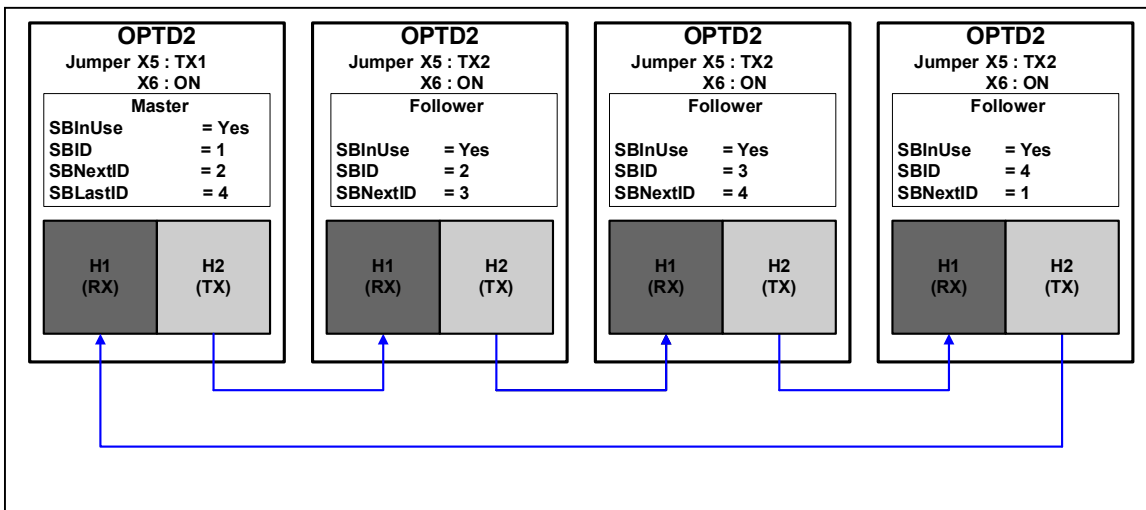 OPTD2
Jumper X5 : TX1
X6 : ON
Master
SBInUse = Yes
SBID = 1
SBNextID = 2
SBLastID = 4
H1
(RX)
H2
(TX)
OPTD2
Jumper X5 : TX2
X6 : ON
Follower
SBInUse = Yes
SBID = 2
SBNextID = 3
H1
(RX)
H2
(TX)
OPTD2
Jumper X5 : TX2
X6 : ON
Follower
SBInUse = Yes
SBID = 3
SBNextID = 4
H1
(RX)
H2
(TX)
OPTD2
Jumper X5 : TX2
X6 : ON
Follower
SBInUse = Yes
SBID = 4
SBNextID = 1
H1
(RX)
H2
(TX)